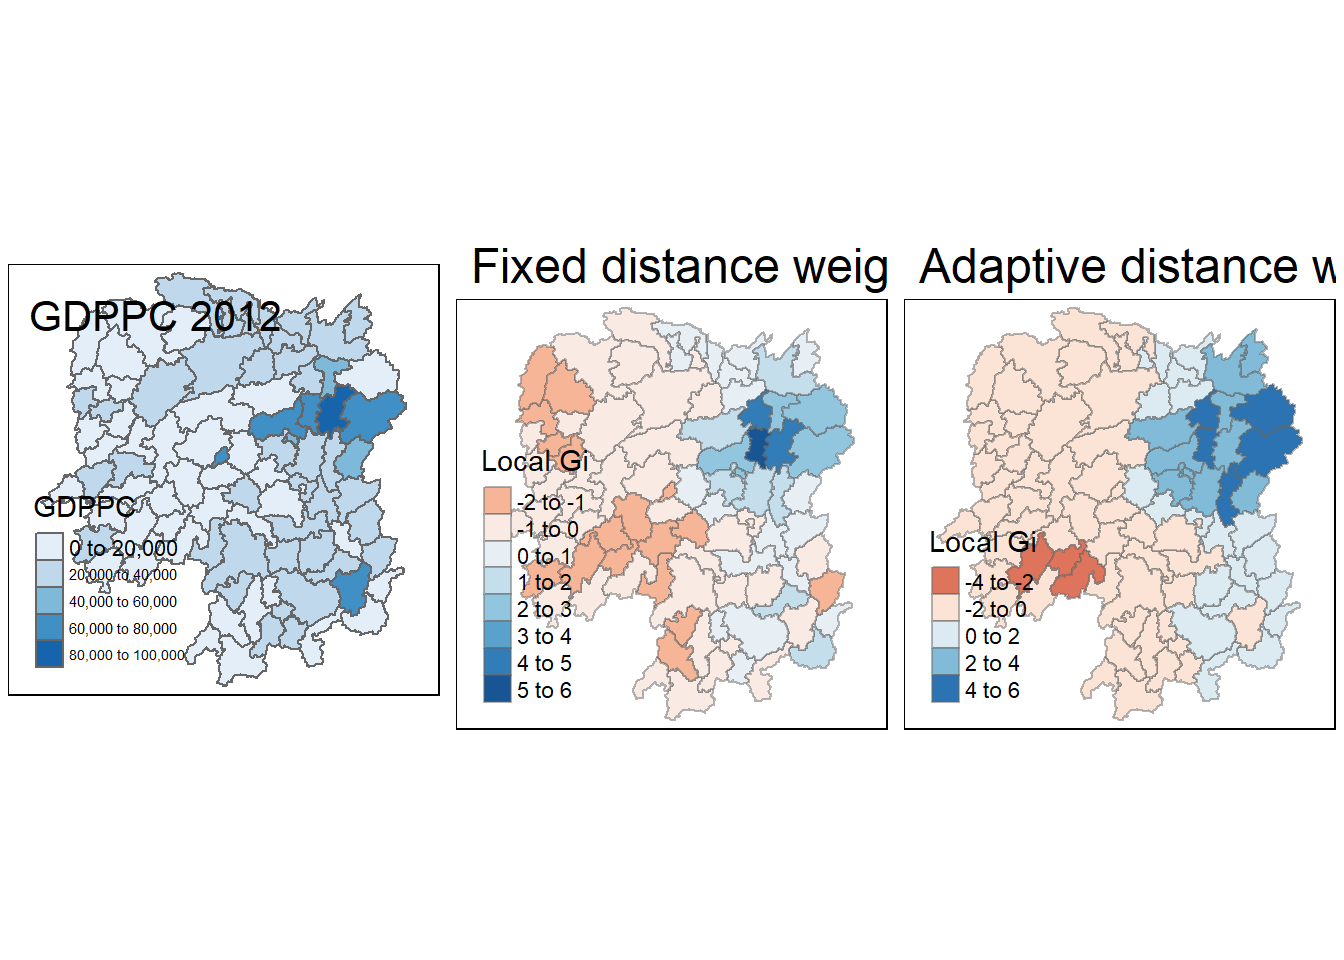 GDPPC 2012
GDPPC
0 to 20,000
20,000 to 40,000
40,000 to 60,000
60,000 to 80,000
80,000 to 100,000
Fixed distance weig
Local Gi
-2 to -1
-1 to 0
0 to 1
1 to 2
2 to 3
3 to 4
4 to 5
5 to 6
Adaptive distance w
Local Gi
-4 to -2
-2 to 0
0 to 2
2 to 4
4 to 6